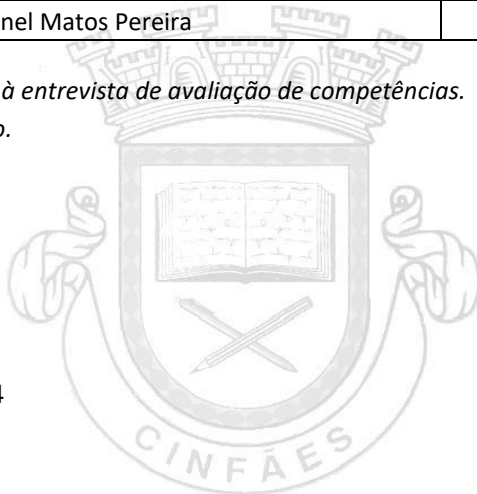 nel Matos Pereira
à entrevista de avaliação de competências.
o.
4
CINFÃES